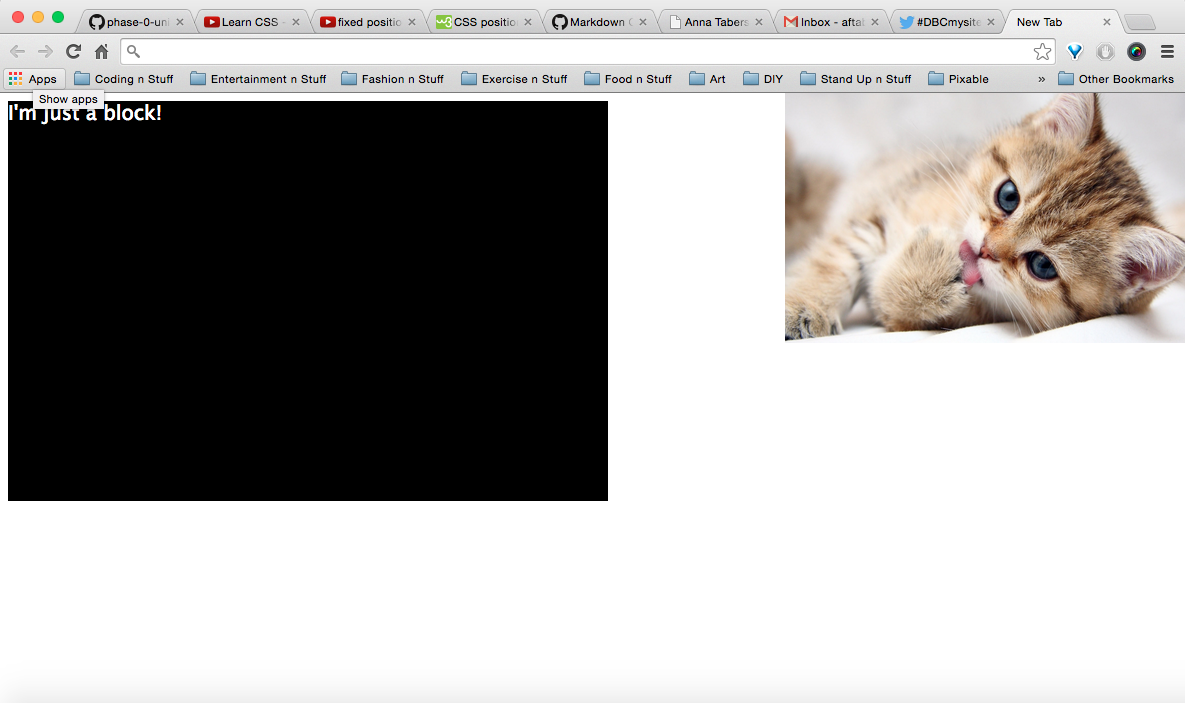 phase-0-uni
Learn CSS -
fixed positio
CSS positio
Markdown
Anna Tabers
Inbox - aftab
#DBCmysite
New Tab
Apps
Coding n Stuff
Entertainment n Stuff
Fashion n Stuff
Exercise n Stuff
Food n Stuff
Art
DIY
Stand Up n Stuff
Pixable
»
Other Bookmarks
Show apps
I'm just a block!